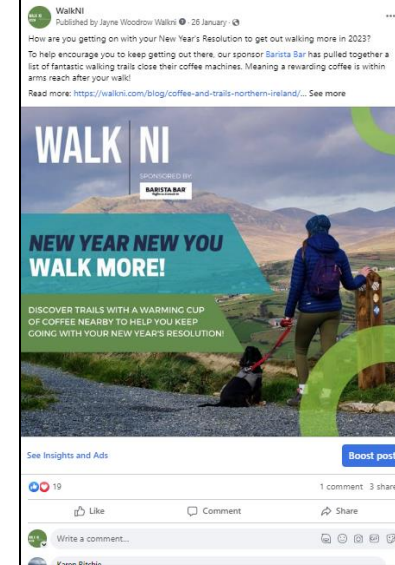 WalkNI
Published by Jayne Woodrow Walkni · 26 January ·
How are you getting on with your New Year's Resolution to get out walking more in 2023?
To help encourage you to keep getting out there, our sponsor Barista Bar has pulled together a
list of fantastic walking trails close their coffee machines. Meaning a rewarding coffee is within
arms reach after your walk!
Read more: https://walkni.com/blog/coffee-and-trails-northern-ireland/... See more
WALK NI
SPONSORED BY:
BARISTA BAR
NEW YEAR NEW YOU
WALK MORE!
DISCOVER TRAILS WITH A WARMING CUP
OF COFFEE NEARBY TO HELP YOU KEEP
GOING WITH YOUR NEW YEAR'S RESOLUTION!
See Insights and Ads
Boost post
19
1 comment 3 share
Like Comment Share
Write a comment...
Karen Ritchie